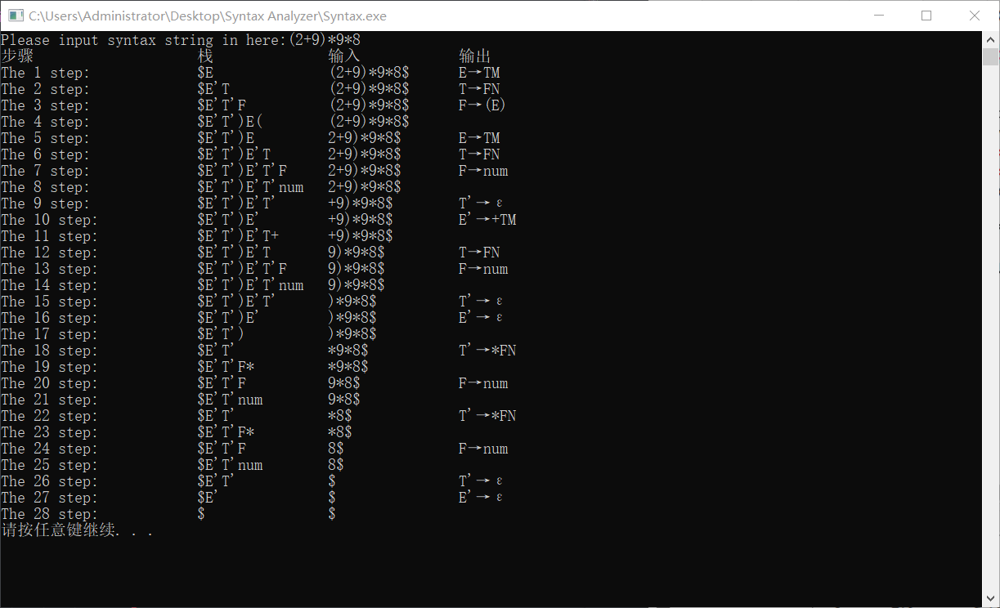 C:\Users\Administrator\Desktop\Syntax Analyzer\Syntax.exe
Please input syntax string in here:(2+9)*9*8
步骤 栈 输入 输出
The 1 step: $E (2+9)*9*8$ E→TM
The 2 step: $E'T (2+9)*9*8$ T→FN
The 3 step: $E'T'F (2+9)*9*8$ F→(E)
The 4 step: $E'T')E( (2+9)*9*8$
The 5 step: $E'T')E 2+9)*9*8$ E→TM
The 6 step: $E'T')E'T 2+9)*9*8$ T→FN
The 7 step: $E'T')E'T'F 2+9)*9*8$ F→num
The 8 step: $E'T')E'T'num 2+9)*9*8$
The 9 step: $E'T')E'T' +9)*9*8$ T'→ε
The 10 step: $E'T')E' +9)*9*8$ E'→+TM
The 11 step: $E'T')E'T+ +9)*9*8$
The 12 step: $E'T')E'T 9)*9*8$ T→FN
The 13 step: $E'T')E'T'F 9)*9*8$ F→num
The 14 step: $E'T')E'T'num 9)*9*8$
The 15 step: $E'T')E'T' )*9*8$ T'→ε
The 16 step: $E'T')E' )*9*8$ E'→ε
The 17 step: $E'T') )*9*8$
The 18 step: $E'T' *9*8$ T'→*FN
The 19 step: $E'T'F* *9*8$
The 20 step: $E'T'F 9*8$ F→num
The 21 step: $E'T'num 9*8$
The 22 step: $E'T' *8$ T'→*FN
The 23 step: $E'T'F* *8$
The 24 step: $E'T'F 8$ F→num
The 25 step: $E'T'num 8$
The 26 step: $E'T' $ T'→ε
The 27 step: $E' $ E'→ε
The 28 step: $ $
请按任意键继续. . .